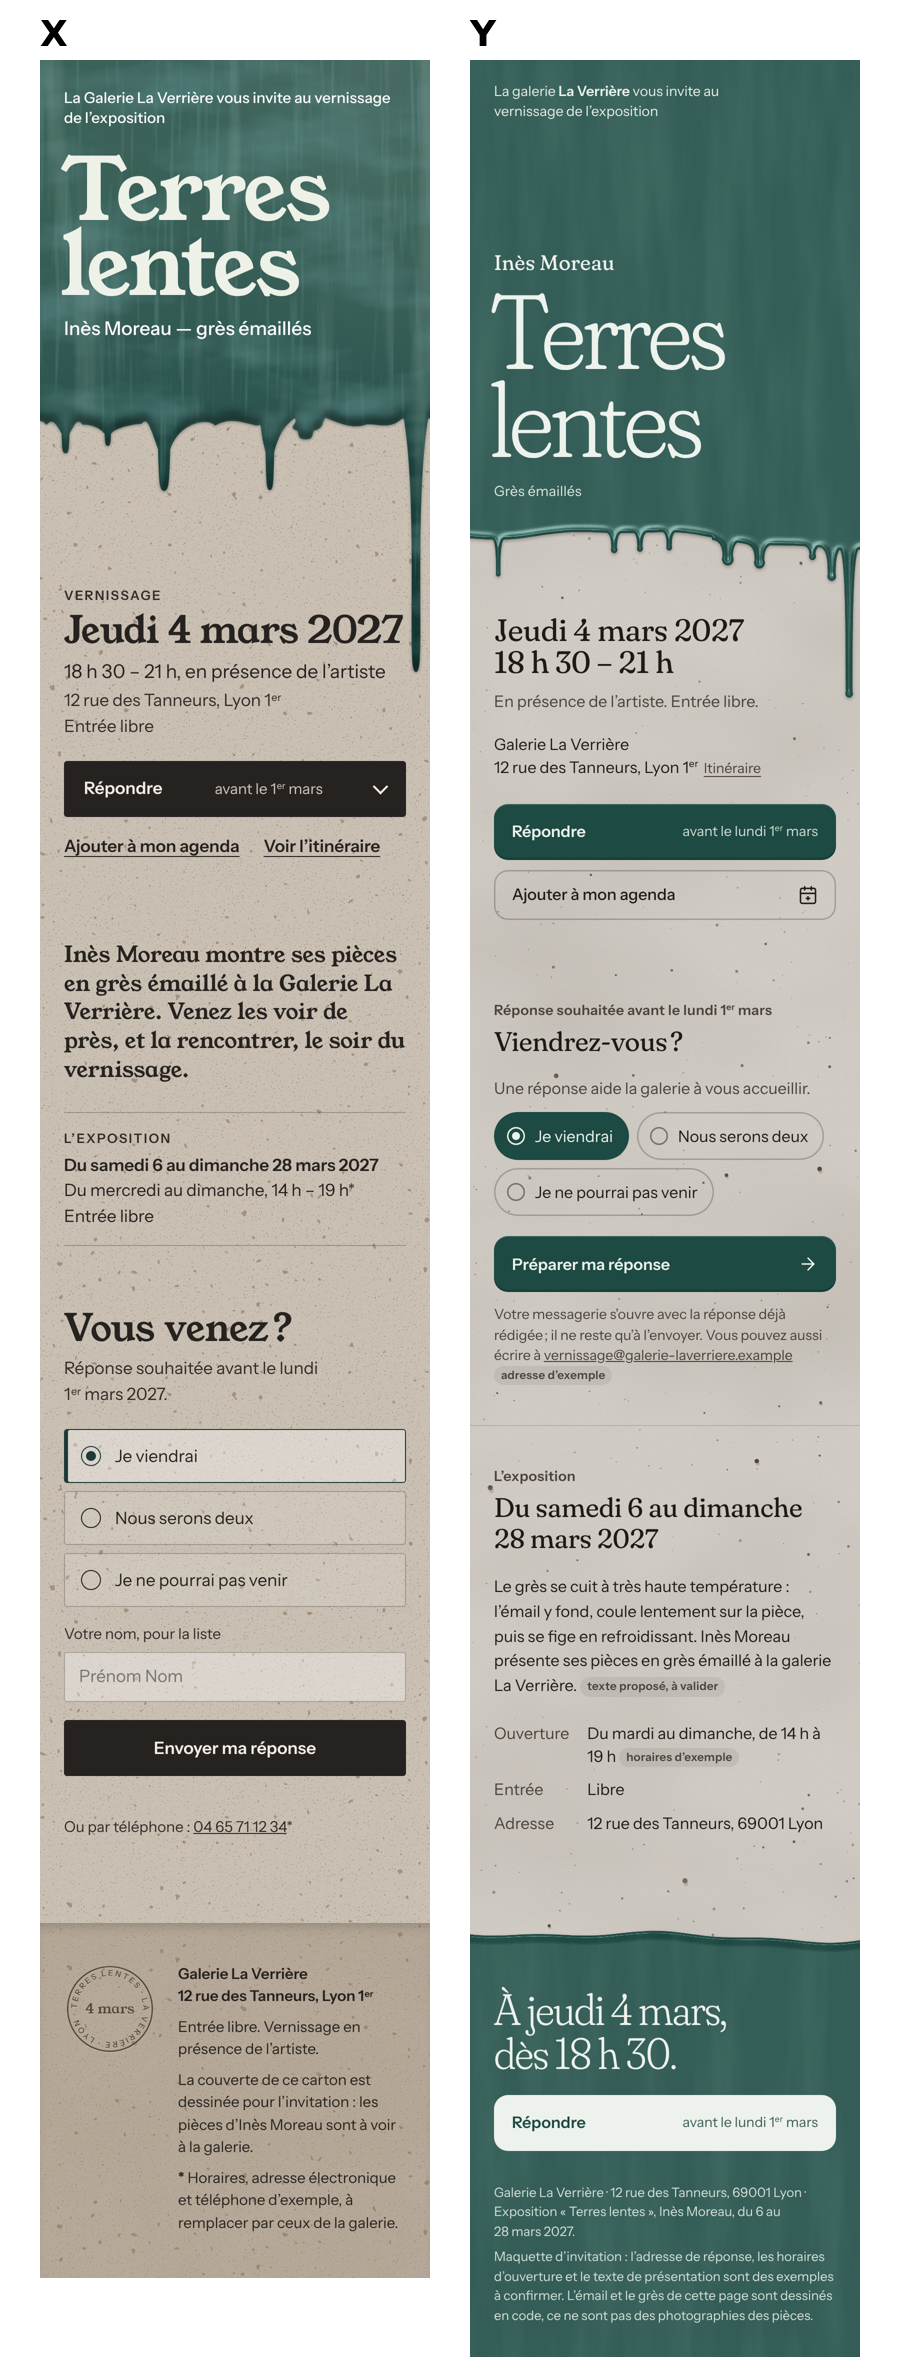 X
La Galerie La Verrière vous invite au vernissage
de l’exposition
Terres
lentes
Inès Moreau — grès émaillés
VERNISSAGE
Jeudi 4 mars 2027
18 h 30 – 21 h, en présence de l’artiste
12 rue des Tanneurs, Lyon 1er
Entrée libre
Répondre avant le 1er mars
Ajouter à mon agenda Voir l’itinéraire
Inès Moreau montre ses pièces
en grès émaillé à la Galerie La
Verrière. Venez les voir de
près, et la rencontrer, le soir du
vernissage.
L’EXPOSITION
Du samedi 6 au dimanche 28 mars 2027
Du mercredi au dimanche, 14 h – 19 h*
Entrée libre
Vous venez ?
Réponse souhaitée avant le lundi
1er mars 2027.
Je viendrai
Nous serons deux
Je ne pourrai pas venir
Votre nom, pour la liste
Prénom Nom
Envoyer ma réponse
Ou par téléphone : 04 65 71 12 34*
TERRES LENTES · LA VERRIÈRE · LYON ·
4 mars
Galerie La Verrière
12 rue des Tanneurs, Lyon 1er
Entrée libre. Vernissage en
présence de l’artiste.
La couverte de ce carton est
dessinée pour l’invitation : les
pièces d’Inès Moreau sont à voir
à la galerie.
* Horaires, adresse électronique
et téléphone d’exemple, à
remplacer par ceux de la galerie.
Y
La galerie La Verrière vous invite au
vernissage de l’exposition
Inès Moreau
Terres
lentes
Grès émaillés
Jeudi 4 mars 2027
18 h 30 – 21 h
En présence de l’artiste. Entrée libre.
Galerie La Verrière
12 rue des Tanneurs, Lyon 1er Itinéraire
Répondre avant le lundi 1er mars
Ajouter à mon agenda
Réponse souhaitée avant le lundi 1er mars
Viendrez-vous ?
Une réponse aide la galerie à vous accueillir.
Je viendrai Nous serons deux
Je ne pourrai pas venir
Préparer ma réponse
Votre messagerie s’ouvre avec la réponse déjà
rédigée ; il ne reste qu’à l’envoyer. Vous pouvez aussi
écrire à vernissage@galerie-laverriere.example
adresse d’exemple
L’exposition
Du samedi 6 au dimanche
28 mars 2027
Le grès se cuit à très haute température :
l’émail y fond, coule lentement sur la pièce,
puis se fige en refroidissant. Inès Moreau
présente ses pièces en grès émaillé à la galerie
La Verrière. texte proposé, à valider
Ouverture Du mardi au dimanche, de 14 h à
19 h horaires d’exemple
Entrée Libre
Adresse 12 rue des Tanneurs, 69001 Lyon
À jeudi 4 mars,
dès 18 h 30.
Répondre avant le lundi 1er mars
Galerie La Verrière · 12 rue des Tanneurs, 69001 Lyon ·
Exposition « Terres lentes », Inès Moreau, du 6 au
28 mars 2027.
Maquette d’invitation : l’adresse de réponse, les horaires
d’ouverture et le texte de présentation sont des exemples
à confirmer. L’émail et le grès de cette page sont dessinés
en code, ce ne sont pas des photographies des pièces.